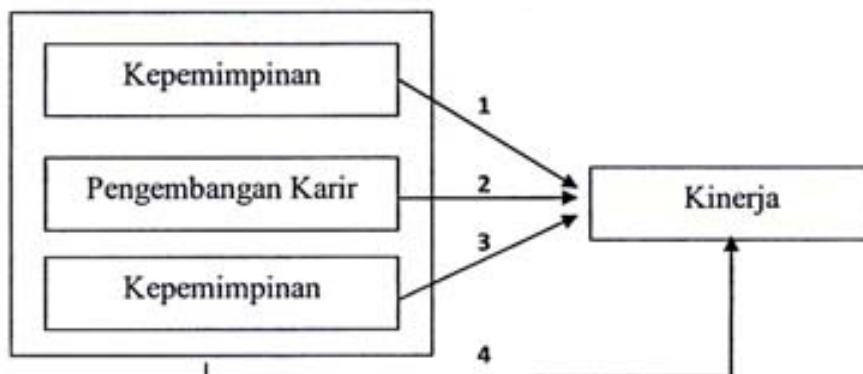 Kepemimpinan
1
Pengembangan Karir
2
Kinerja
3
Kepemimpinan
4